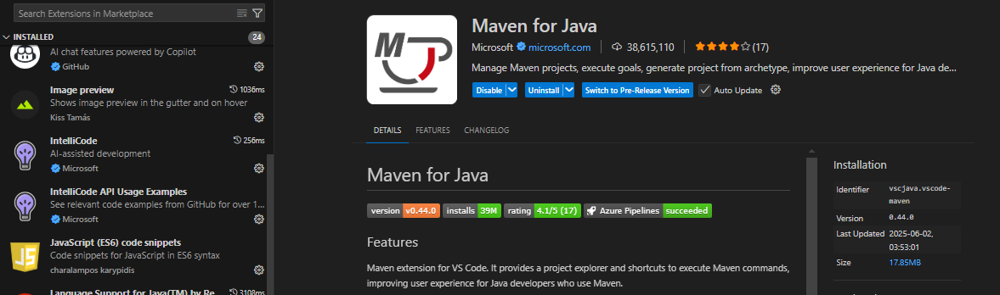 Search Extensions in Marketplace
INSTALLED
24
AI chat features powered by Copilot
GitHub
Image preview
1036ms
Shows image preview in the gutter and on hover
Kiss Tamás
IntelliCode
256ms
AI-assisted development
Microsoft
IntelliCode API Usage Examples
See relevant code examples from GitHub for over 1...
Microsoft
JavaScript (ES6) code snippets
Code snippets for JavaScript in ES6 syntax
charalampos karypidis
Language Support for Java(TM) by Re...
3108ms
M
Maven for Java
Microsoft microsoft.com 38,615,110 (17)
Manage Maven projects, execute goals, generate project from archetype, improve user experience for Java de...
Disable Uninstall Switch to Pre-Release Version Auto Update
DETAILS FEATURES CHANGELOG
Maven for Java
version v0.44.0 installs 39M rating 4.1/5 (17) Azure Pipelines succeeded
Features
Maven extension for VS Code. It provides a project explorer and shortcuts to execute Maven commands,
improving user experience for Java developers who use Maven.
Installation
Identifier vscjava.vscode-
maven
Version 0.44.0
Last Updated 2025-06-02,
03:53:01
Size 17.85MB